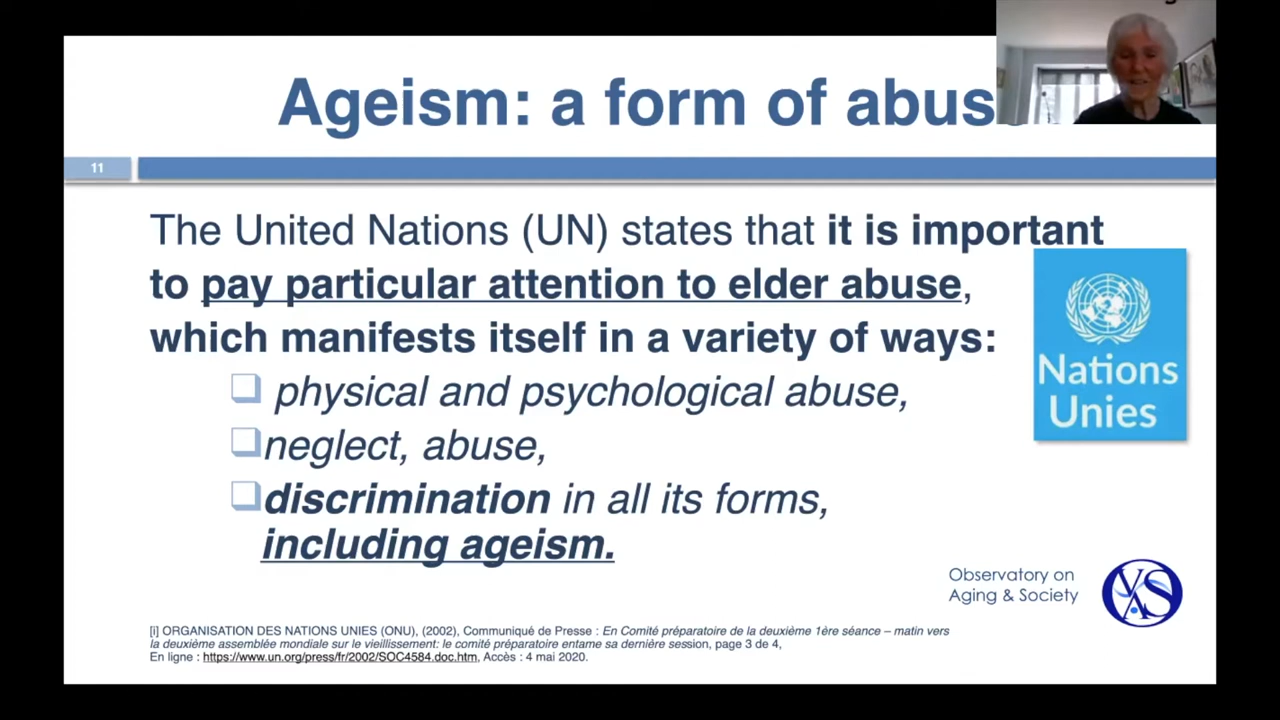 Ageism: a form of abus
11
The United Nations (UN) states that it is important
to pay particular attention to elder abuse,
which manifests itself in a variety of ways:
physical and psychological abuse,
neglect, abuse,
discrimination in all its forms,
including ageism.
Nations
Unies
Observatory on
Aging & Society
[i] ORGANISATION DES NATIONS UNIES (ONU), (2002), Communiqué de Presse : En Comité préparatoire de la deuxième 1ère séance – matin vers
la deuxième assemblée mondiale sur le vieillissement: le comité préparatoire entame sa dernière session, page 3 de 4,
En ligne : https://www.un.org/press/fr/2002/SOC4584.doc.htm, Accès : 4 mai 2020.